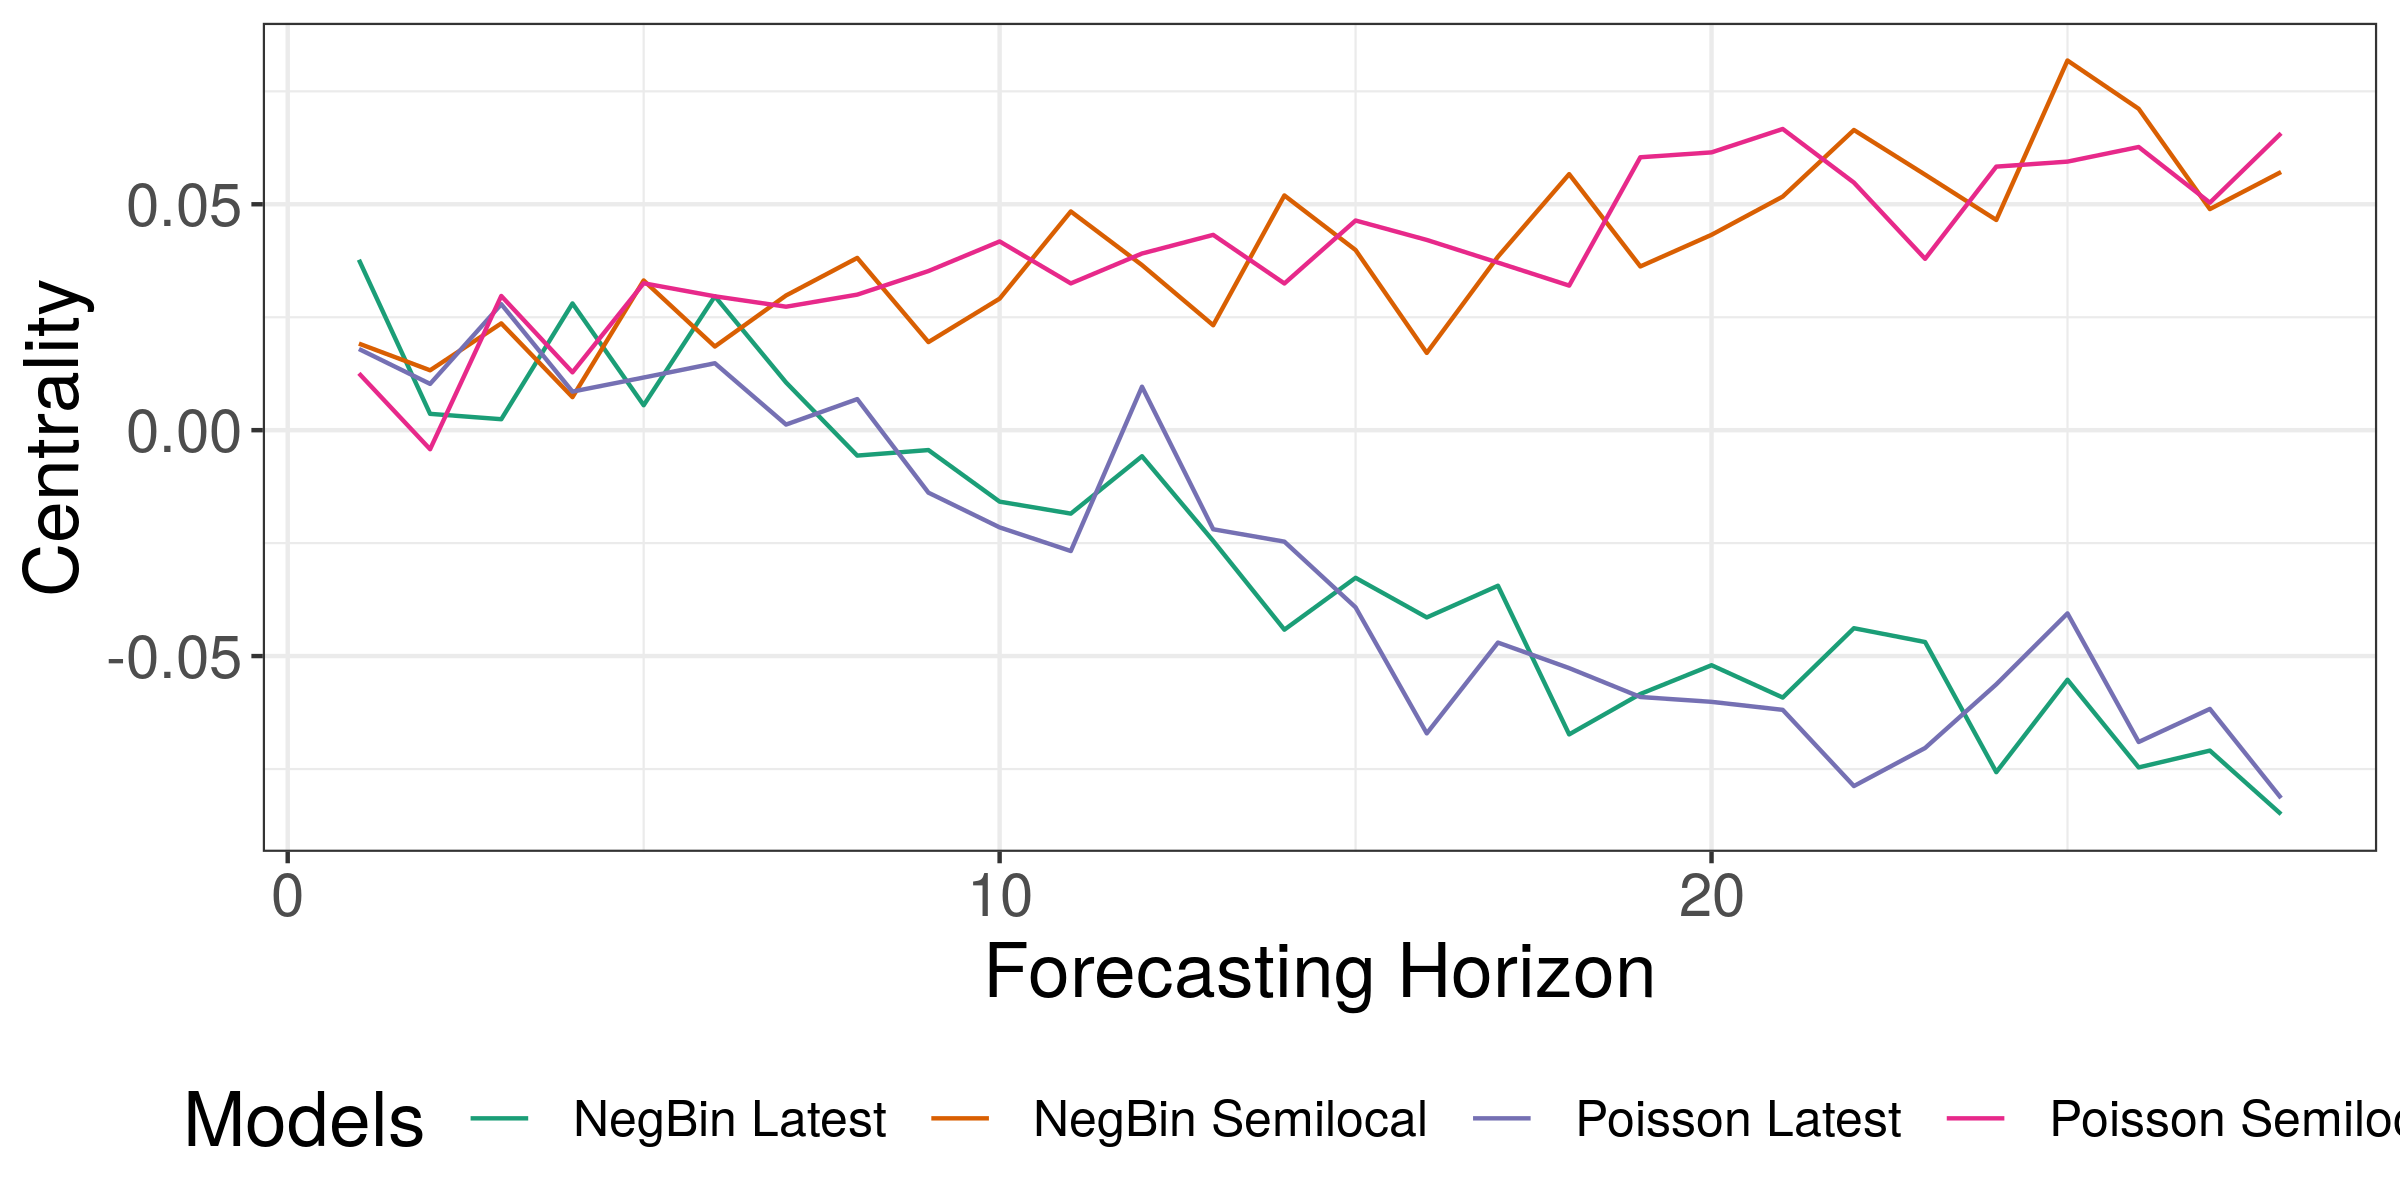 Centrality
0.05
0.00
-0.05
0 10 20
Forecasting Horizon
Models NegBin Latest NegBin Semilocal Poisson Latest Poisson